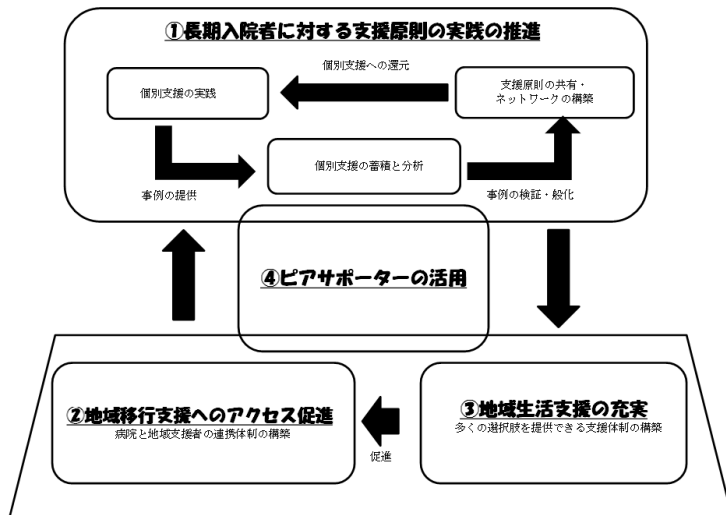 ①長期入院者に対する支援原則の実践の推進
個別支援への還元
個別支援の実践
支援原則の共有・
ネットワークの構築
個別支援の蓄積と分析
事例の提供
事例の検証・般化
④ピアサポーターの活用
②地域移行支援へのアクセス促進
病院と地域支援者の連携体制の構築
③地域生活支援の充実
多くの選択肢を提供できる支援体制の構築
促進